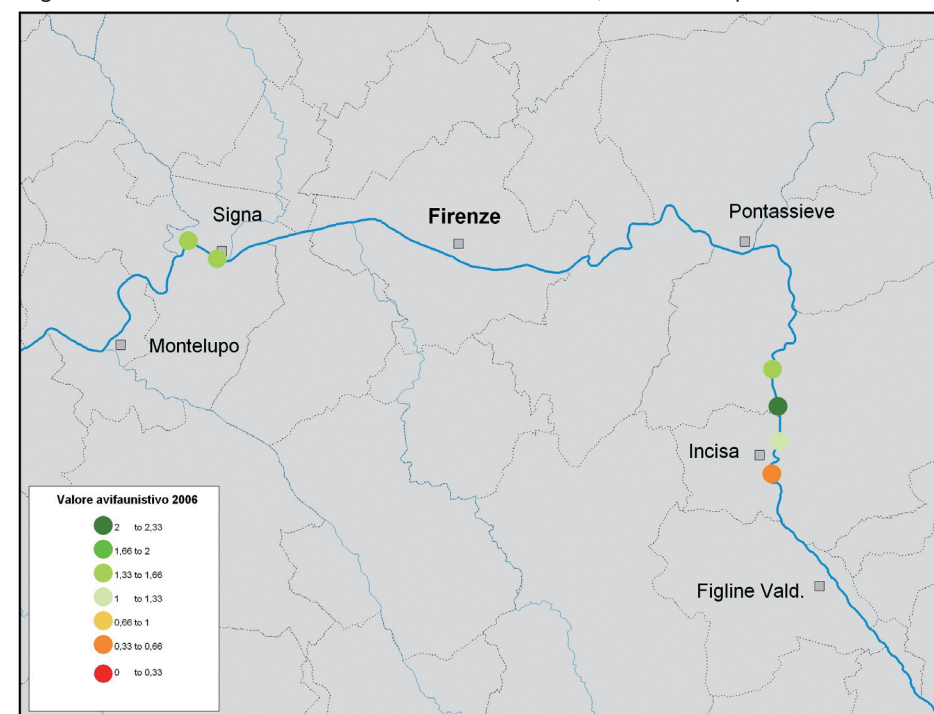 Signa
Firenze
Pontassieve
Montelupo
Incisa
Figline Vald.
Valore avifaunistivo 2006
2 to 2,33
1,66 to 2
1,33 to 1,66
1 to 1,33
0,66 to 1
0,33 to 0,66
0 to 0,33